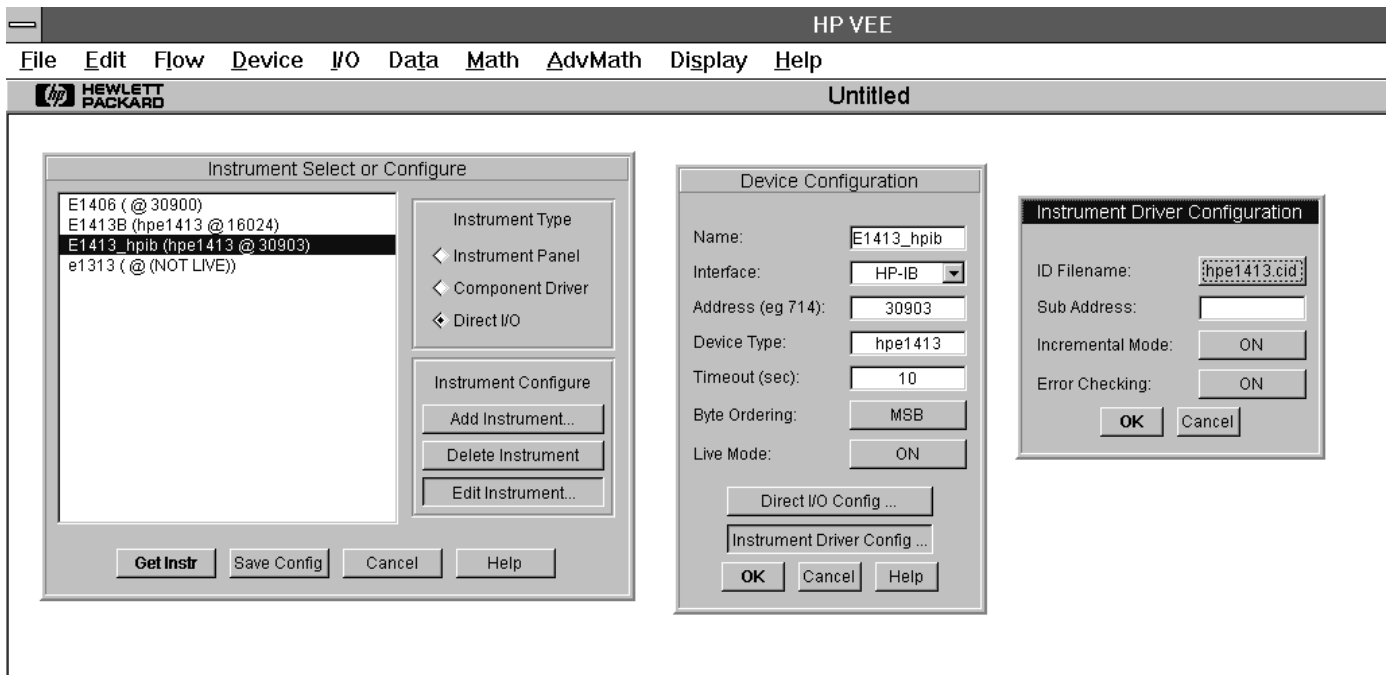 HP VEE
File Edit Flow Device I/O Data Math AdvMath Display Help
hp HEWLETT PACKARD
Untitled
Instrument Select or Configure
E1406 ( @ 30900)
E1413B (hpe1413 @ 16024)
E1413_hpib (hpe1413 @ 30903)
e1313 ( @ (NOT LIVE))
Instrument Type
Instrument Panel
Component Driver
Direct I/O
Instrument Configure
Add Instrument...
Delete Instrument
Edit Instrument...
Get Instr Save Config Cancel Help
Device Configuration
Name: E1413_hpib
Interface: HP-IB
Address (eg 714): 30903
Device Type: hpe1413
Timeout (sec): 10
Byte Ordering: MSB
Live Mode: ON
Direct I/O Config ...
Instrument Driver Config ...
OK Cancel Help
Instrument Driver Configuration
ID Filename: hpe1413.cid
Sub Address:
Incremental Mode: ON
Error Checking: ON
OK Cancel